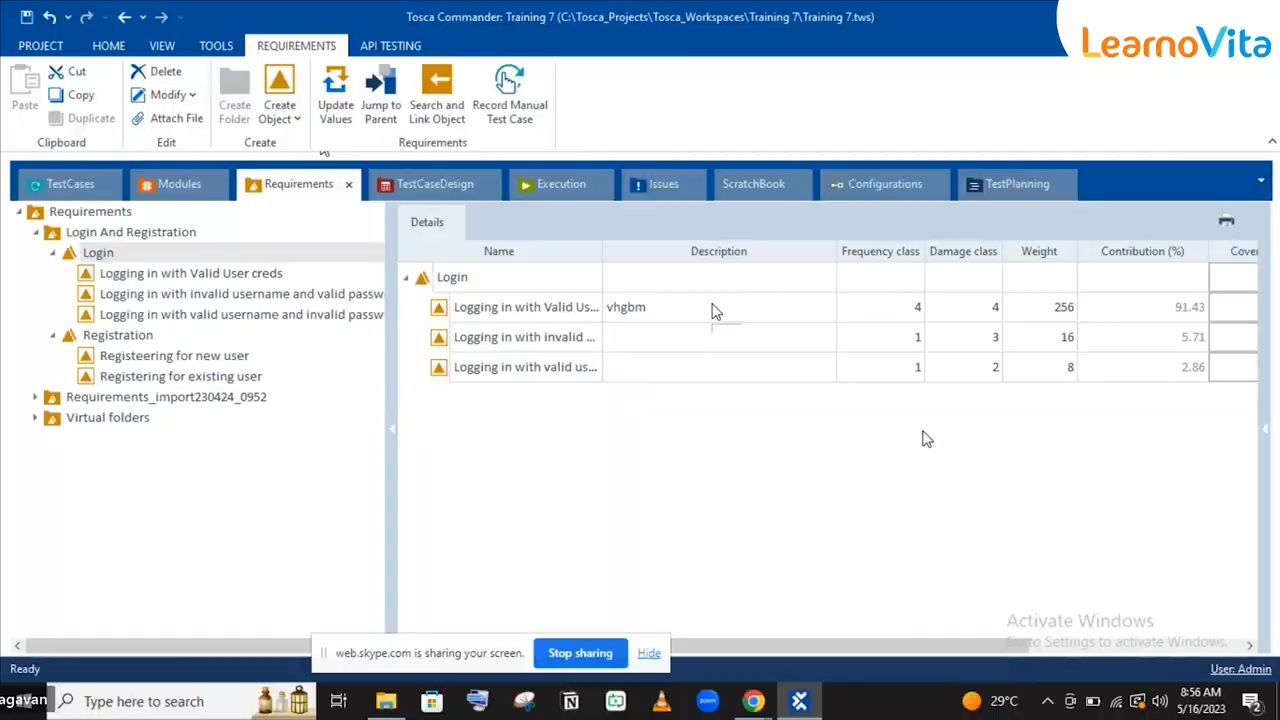 Tosca Commander: Training 7 (C:\Tosca_Projects\Tosca_Workspaces\Training 7\Training 7.tws)
LearnoVita
PROJECT HOME VIEW TOOLS REQUIREMENTS API TESTING
Paste
Cut
Copy
Duplicate
Clipboard
Delete
Modify
Attach File
Edit
Create Folder
Create Object
Create
Update Values
Jump to Parent
Search and Link Object
Record Manual Test Case
Requirements
TestCases Modules Requirements TestCaseDesign Execution Issues ScratchBook Configurations TestPlanning
Requirements
Login And Registration
Login
Logging in with Valid User creds
Logging in with invalid username and valid passw
Logging in with valid username and invalid passw
Registration
Registeering for new user
Registering for existing user
Requirements_import230424_0952
Virtual folders
Details
Name Description Frequency class Damage class Weight Contribution (%) Cover
Login
Logging in with Valid Us... vhgbm 4 4 256 91.43
Logging in with invalid ... 1 3 16 5.71
Logging in with valid us... 1 2 8 2.86
Activate Windows
Go to Settings to activate Windows.
web.skype.com is sharing your screen. Stop sharing Hide
Ready
User: Admin
agavan
Type here to search
29°C
8:56 AM
5/16/2023
2